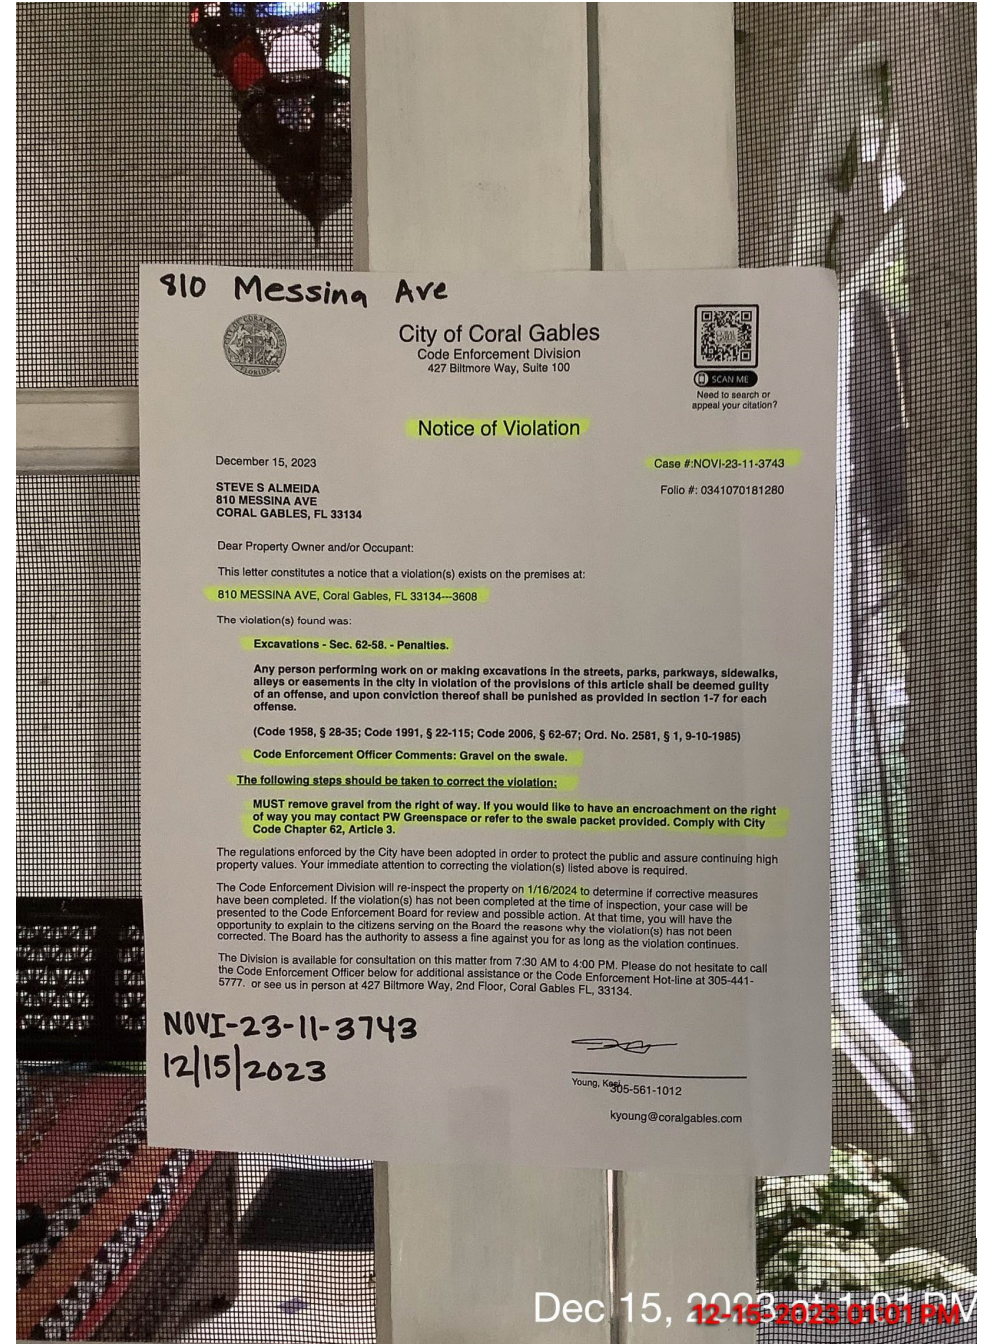 810 Messina Ave
City of Coral Gables
Code Enforcement Division
427 Biltmore Way, Suite 100
SCAN ME
Need to search or
appeal your citation?
Notice of Violation
December 15, 2023
Case #:NOVI-23-11-3743
STEVE S ALMEIDA
810 MESSINA AVE
CORAL GABLES, FL 33134
Folio #: 0341070181280
Dear Property Owner and/or Occupant:
This letter constitutes a notice that a violation(s) exists on the premises at:
810 MESSINA AVE, Coral Gables, FL 33134---3608
The violation(s) found was:
Excavations - Sec. 62-58. - Penalties.
Any person performing work on or making excavations in the streets, parks, parkways, sidewalks,
alleys or easements in the city in violation of the provisions of this article shall be deemed guilty
of an offense, and upon conviction thereof shall be punished as provided in section 1-7 for each
offense.
(Code 1958, § 28-35; Code 1991, § 22-115; Code 2006, § 62-67; Ord. No. 2581, § 1, 9-10-1985)
Code Enforcement Officer Comments: Gravel on the swale.
The following steps should be taken to correct the violation:
MUST remove gravel from the right of way. If you would like to have an encroachment on the right
of way you may contact PW Greenspace or refer to the swale packet provided. Comply with City
Code Chapter 62, Article 3.
The regulations enforced by the City have been adopted in order to protect the public and assure continuing high
property values. Your immediate attention to correcting the violation(s) listed above is required.
The Code Enforcement Division will re-inspect the property on 1/16/2024 to determine if corrective measures
have been completed. If the violation(s) has not been completed at the time of inspection, your case will be
presented to the Code Enforcement Board for review and possible action. At that time, you will have the
opportunity to explain to the citizens serving on the Board the reasons why the violation(s) has not been
corrected. The Board has the authority to assess a fine against you for as long as the violation continues.
The Division is available for consultation on this matter from 7:30 AM to 4:00 PM. Please do not hesitate to call
the Code Enforcement Officer below for additional assistance or the Code Enforcement Hot-line at 305-441-
5777. or see us in person at 427 Biltmore Way, 2nd Floor, Coral Gables FL, 33134.
NOVI-23-11-3743
12/15/2023
Young,
305-561-1012
kyoung@coralgables.com
Dec 15, 2023 at 1:01 PM
12-15-2023 01:01 PM